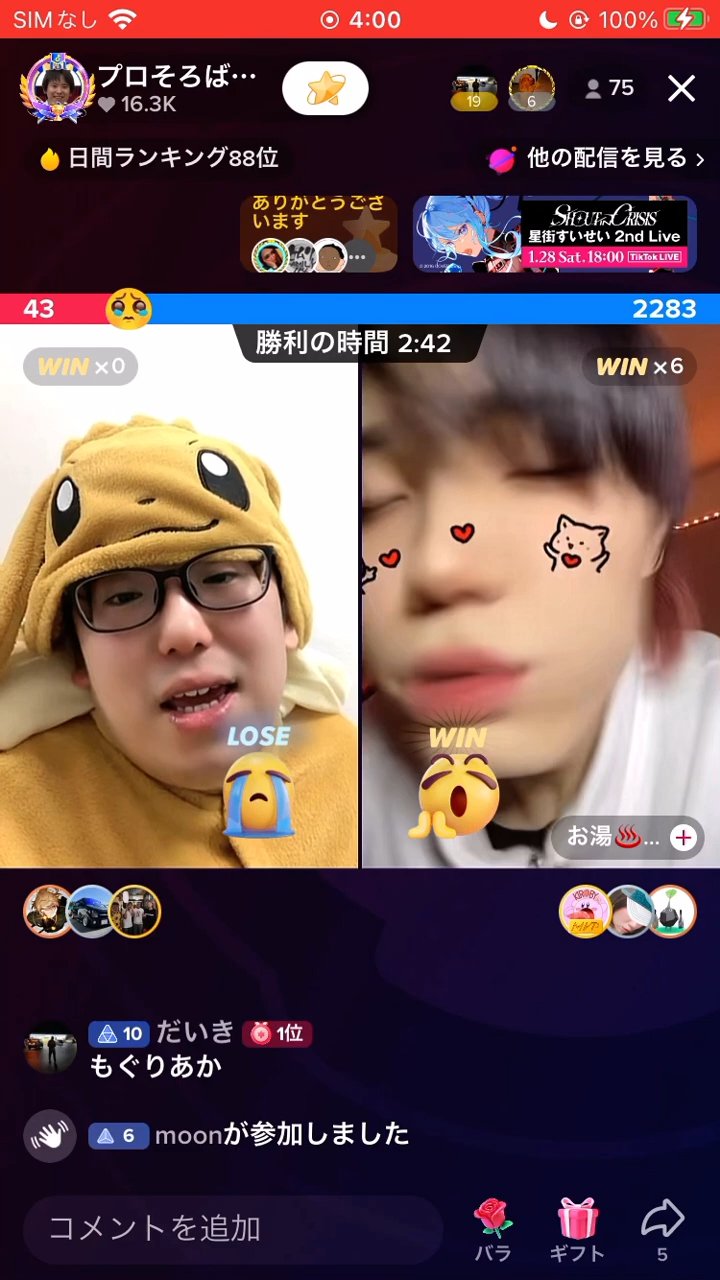 SIMなし 4:00 100%
プロそろば…
16.3K
19
6
75
日間ランキング88位
他の配信を見る
ありがとうござ
います
SHOUT in CRISIS
星街すいせい 2nd Live
1.28 Sat. 18:00 TikTok LIVE
43
2283
勝利の時間 2:42
WIN ×0
WIN ×6
LOSE
WIN
お湯♨️...
KIRBY
MVP
10 だいき 1位
もぐりあか
6 moonが参加しました
コメントを追加
バラ
ギフト
5